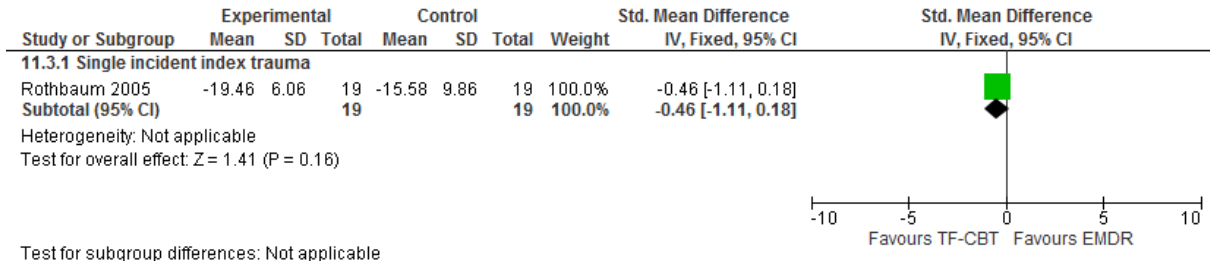 Experimental Control Std. Mean Difference Std. Mean Difference
Study or Subgroup Mean SD Total Mean SD Total Weight IV, Fixed, 95% CI IV, Fixed, 95% CI
11.3.1 Single incident index trauma
Rothbaum 2005 -19.46 6.06 19 -15.58 9.86 19 100.0% -0.46 [-1.11, 0.18]
Subtotal (95% CI) 19 19 100.0% -0.46 [-1.11, 0.18]
Heterogeneity: Not applicable
Test for overall effect: Z = 1.41 (P = 0.16)
-10 -5 0 5 10
Favours TF-CBT Favours EMDR
Test for subgroup differences: Not applicable